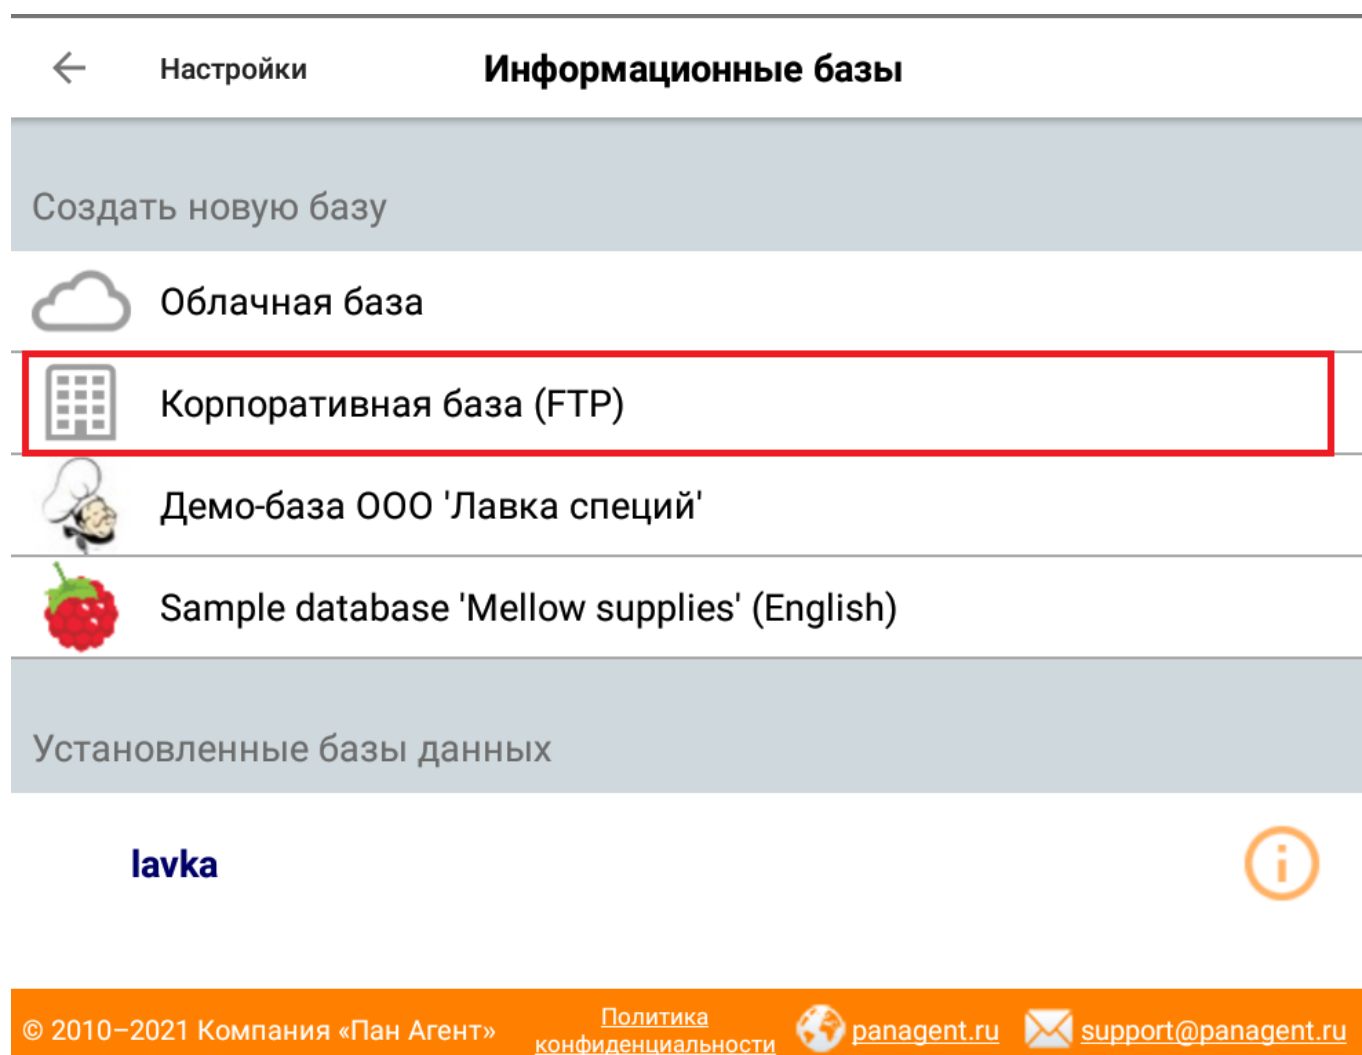 Настройки
Информационные базы
Создать новую базу
Облачная база
Корпоративная база (FTP)
Демо-база ООО 'Лавка специй'
Sample database 'Mellow supplies' (English)
Установленные базы данных
lavka
© 2010–2021 Компания «Пан Агент»
Политика
конфиденциальности
panagent.ru
support@panagent.ru